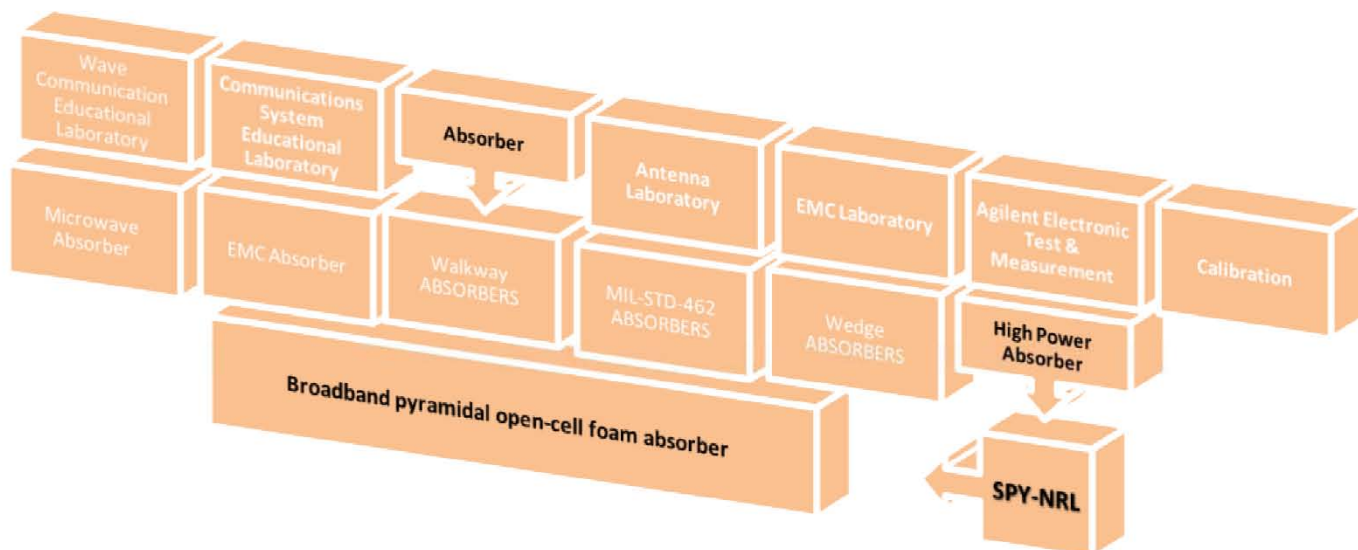 Wave
Communication
Educational
Laboratory
Communications
System
Educational
Laboratory
Absorber
Antenna
Laboratory
EMC Laboratory
Agilent Electronic
Test &
Measurement
Calibration
Microwave
Absorber
EMC Absorber
Walkway
ABSORBERS
MIL-STD-462
ABSORBERS
Wedge
ABSORBERS
High Power
Absorber
Broadband pyramidal open-cell foam absorber
SPY-NRL